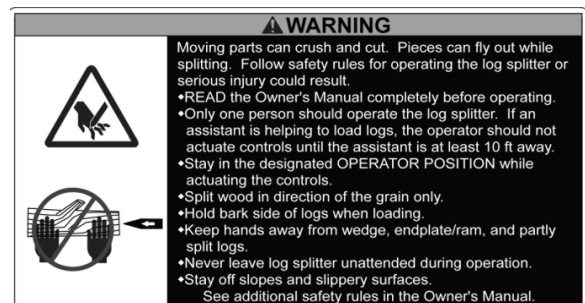 WARNING
Moving parts can crush and cut. Pieces can fly out while
splitting. Follow safety rules for operating the log splitter or
serious injury could result.
◆READ the Owner's Manual completely before operating.
◆Only one person should operate the log splitter. If an
assistant is helping to load logs, the operator should not
actuate controls until the assistant is at least 10 ft away.
◆Stay in the designated OPERATOR POSITION while
actuating the controls.
◆Split wood in direction of the grain only.
◆Hold bark side of logs when loading.
◆Keep hands away from wedge, endplate/ram, and partly
split logs.
◆Never leave log splitter unattended during operation.
◆Stay off slopes and slippery surfaces.
See additional safety rules in the Owner's Manual.